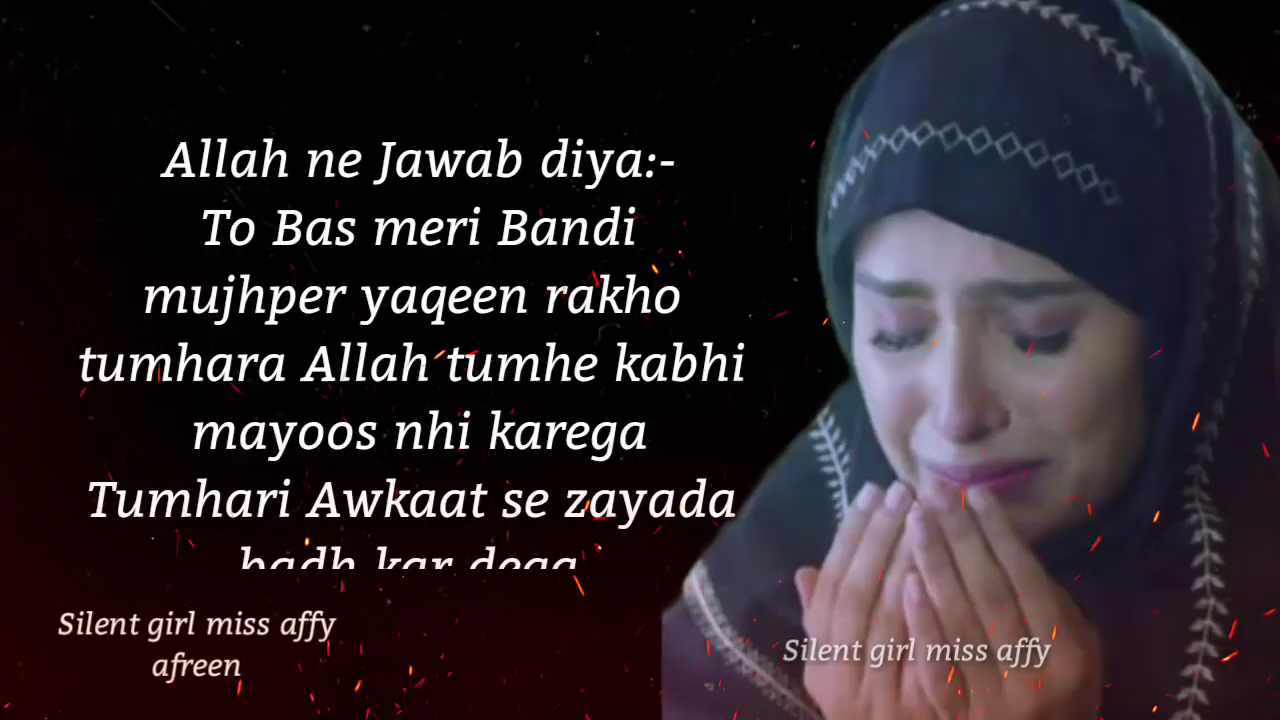 Allah ne Jawab diya:-
To Bas meri Bandi
mujhper yaqeen rakho
tumhara Allah tumhe kabhi
mayoos nhi karega
Tumhari Awkaat se zayada
badh kar dega
Silent girl miss affy
afreen
Silent girl miss affy